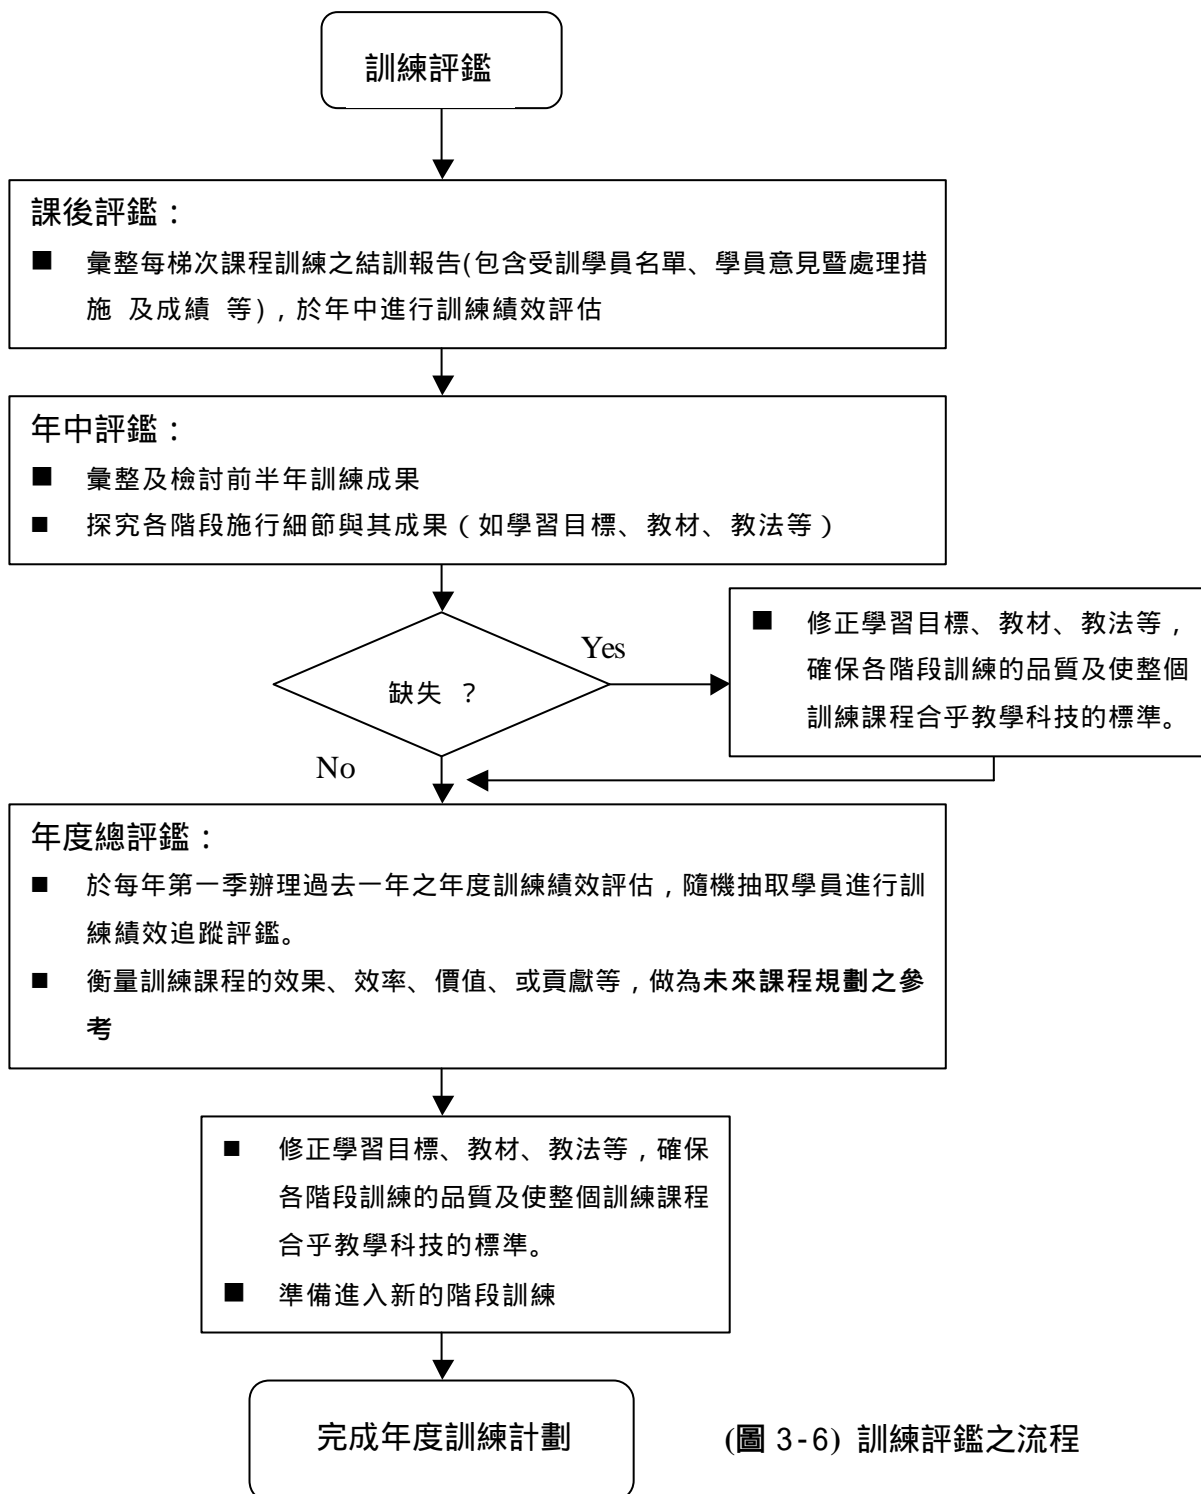 訓練評鑑
課後評鑑：
■ 彙整每梯次課程訓練之結訓報告(包含受訓學員名單、學員意見暨處理措
施 及成績 等)，於年中進行訓練績效評估
年中評鑑：
■ 彙整及檢討前半年訓練成果
■ 探究各階段施行細節與其成果（如學習目標、教材、教法等）
缺失 ？
Yes
■ 修正學習目標、教材、教法等，
確保各階段訓練的品質及使整個
訓練課程合乎教學科技的標準。
No
年度總評鑑：
■ 於每年第一季辦理過去一年之年度訓練績效評估，隨機抽取學員進行訓
練績效追蹤評鑑。
■ 衡量訓練課程的效果、效率、價值、或貢獻等，做為未來課程規劃之參
考
■ 修正學習目標、教材、教法等，確保
各階段訓練的品質及使整個訓練課程
合乎教學科技的標準。
■ 準備進入新的階段訓練
完成年度訓練計劃
(圖 3-6) 訓練評鑑之流程